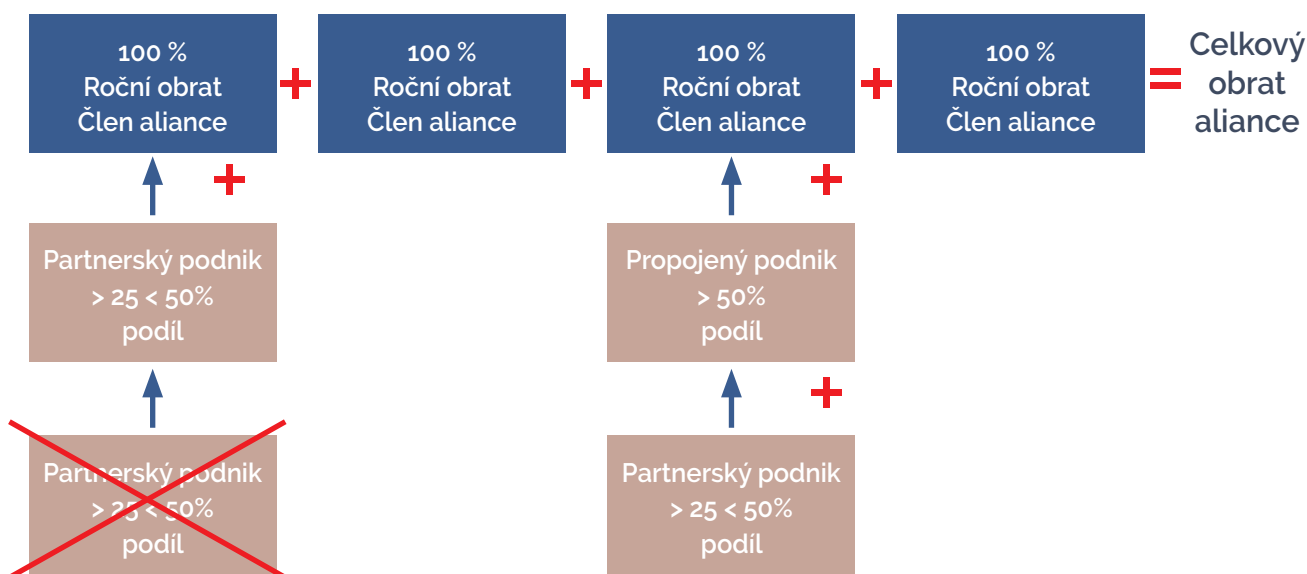 100 %
Roční obrat
Člen aliance
+
100 %
Roční obrat
Člen aliance
+
100 %
Roční obrat
Člen aliance
+
100 %
Roční obrat
Člen aliance
=
Celkový
obrat
aliance
+
+
Partnerský podnik
> 25 < 50%
podíl
Propojený podnik
> 50%
podíl
+
Partnerský podnik
> 25 < 50%
podíl
Partnerský podnik
> 25 < 50%
podíl